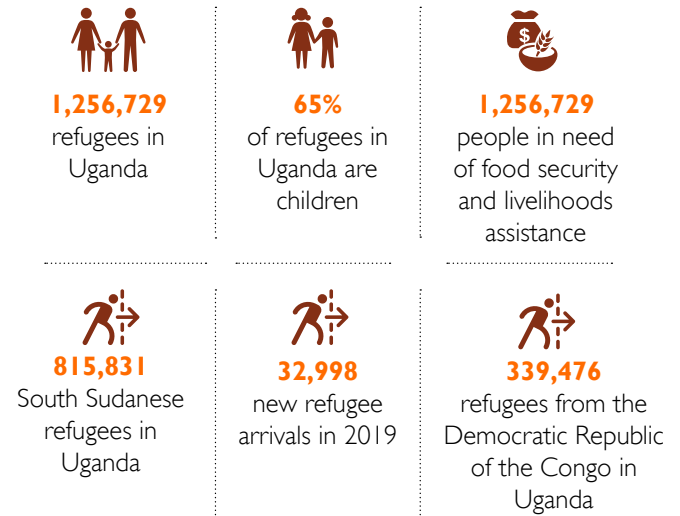 $
1,256,729
refugees in
Uganda
65%
of refugees in
Uganda are
children
1,256,729
people in need
of food security
and livelihoods
assistance
815,831
South Sudanese
refugees in
Uganda
32,998
new refugee
arrivals in 2019
339,476
refugees from the
Democratic Republic
of the Congo in
Uganda